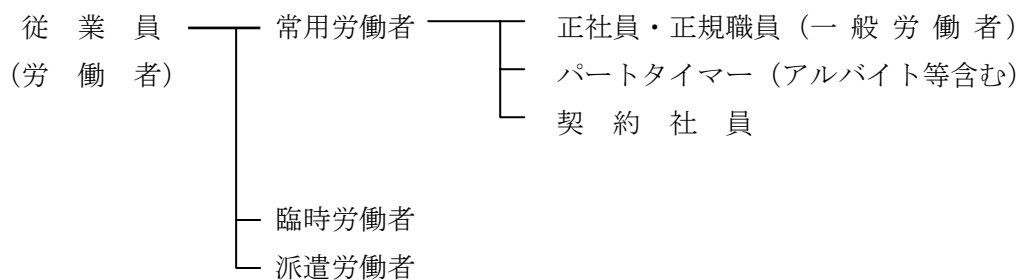 従業員 常用労働者 正社員・正規職員(一般労働者)
(労働者) パートタイマー(アルバイト等含む)
契約社員
臨時労働者
派遣労働者